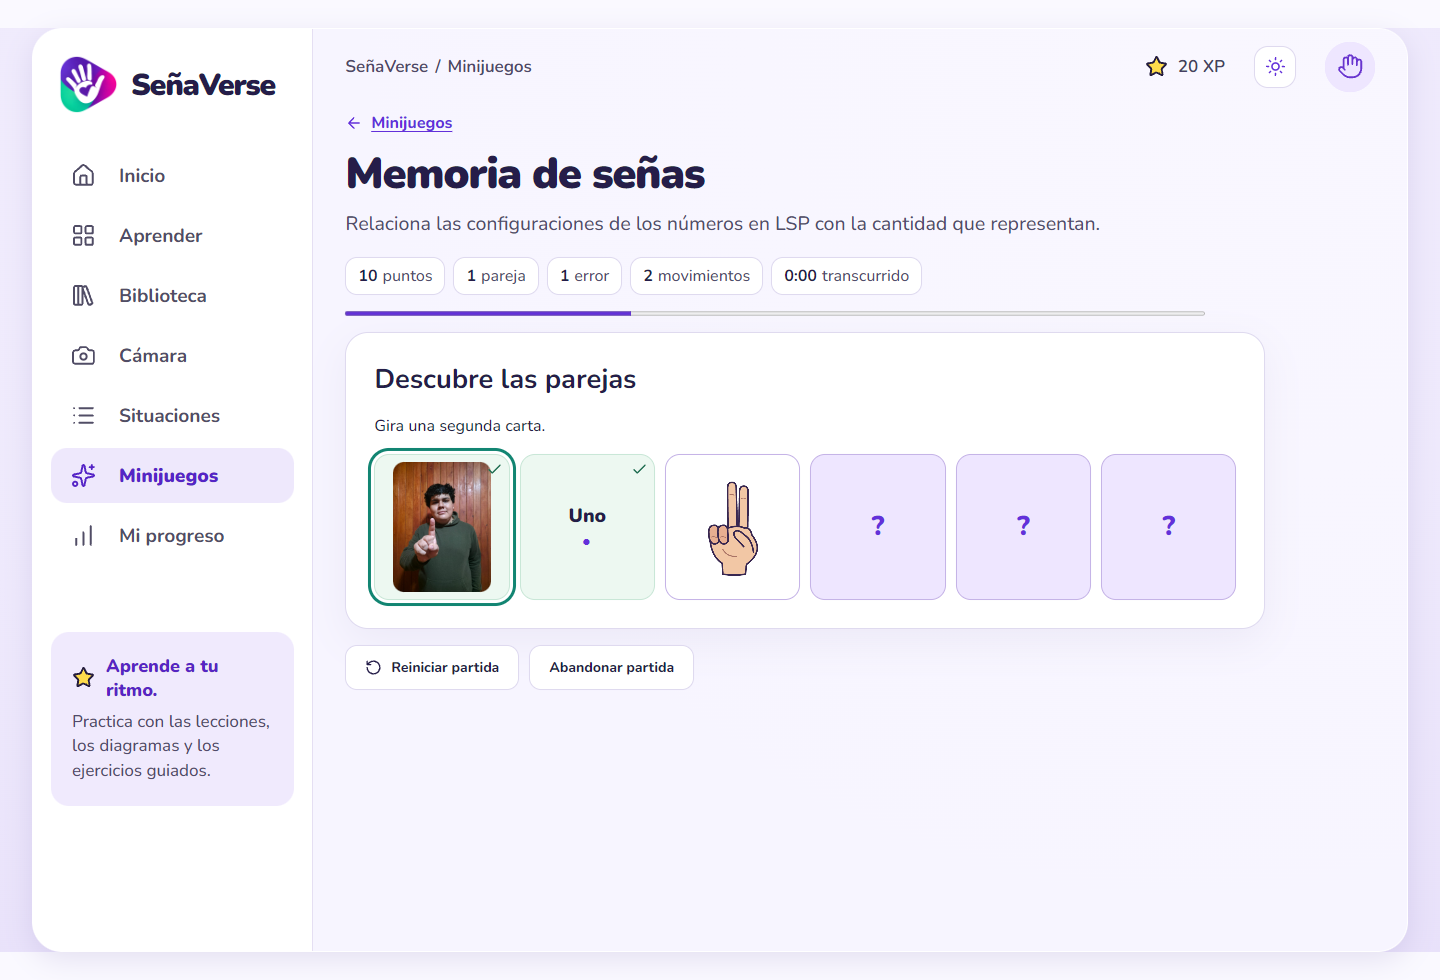 SeñaVerse
Inicio
Aprender
Biblioteca
Cámara
Situaciones
Minijuegos
Mi progreso
Aprende a tu
ritmo.
Practica con las lecciones,
los diagramas y los
ejercicios guiados.
SeñaVerse / Minijuegos
20 XP
Minijuegos
Memoria de señas
Relaciona las configuraciones de los números en LSP con la cantidad que representan.
10 puntos
1 pareja
1 error
2 movimientos
0:00 transcurrido
Descubre las parejas
Gira una segunda carta.
Uno
?
?
?
Reiniciar partida
Abandonar partida